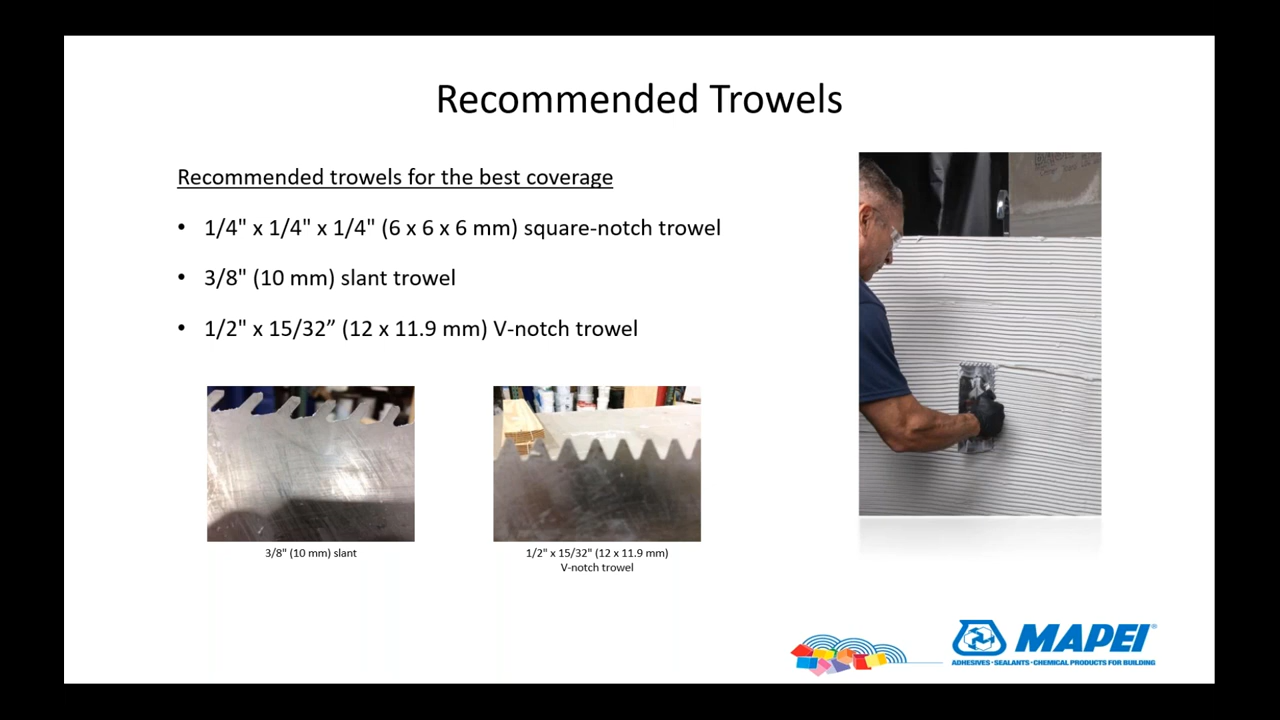 Recommended Trowels
Recommended trowels for the best coverage
• 1/4" x 1/4" x 1/4" (6 x 6 x 6 mm) square-notch trowel
• 3/8" (10 mm) slant trowel
• 1/2" x 15/32” (12 x 11.9 mm) V-notch trowel
3/8" (10 mm) slant
1/2" x 15/32" (12 x 11.9 mm)
V-notch trowel
MAPEI®
ADHESIVES · SEALANTS · CHEMICAL PRODUCTS FOR BUILDING